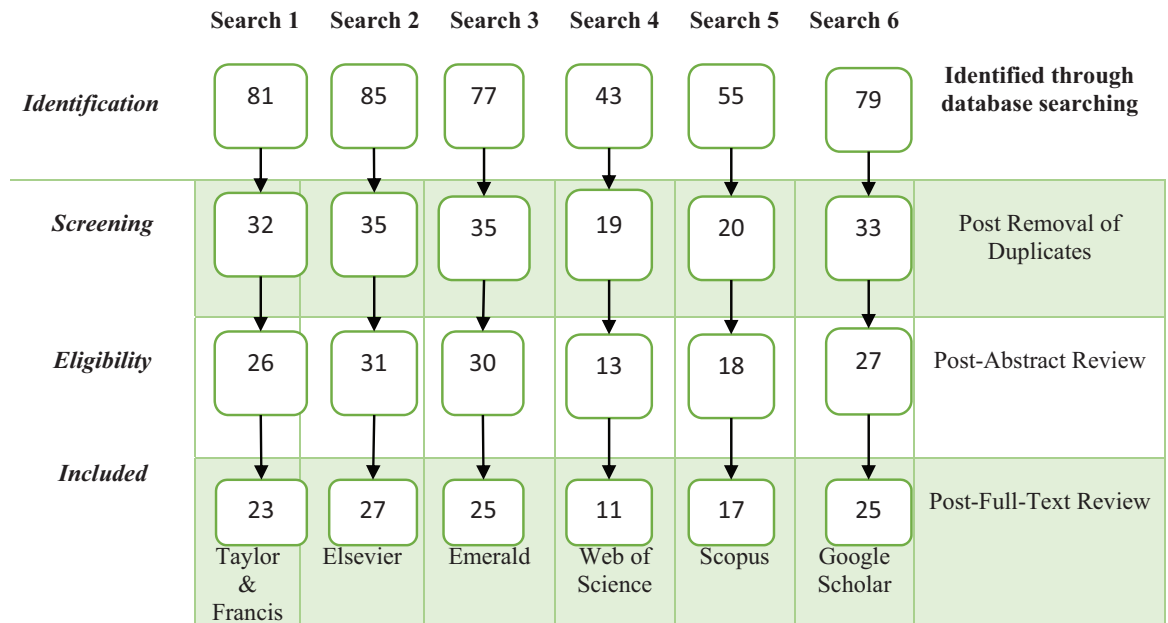 Search 1 Search 2 Search 3 Search 4 Search 5 Search 6
Identification 81 85 77 43 55 79 Identified through
database searching
Screening 32 35 35 19 20 33 Post Removal of
Duplicates
Eligibility 26 31 30 13 18 27 Post-Abstract Review
Included
23 27 25 11 17 25 Post-Full-Text Review
Taylor Elsevier Emerald Web of Scopus Google
& Science Scholar
Francis